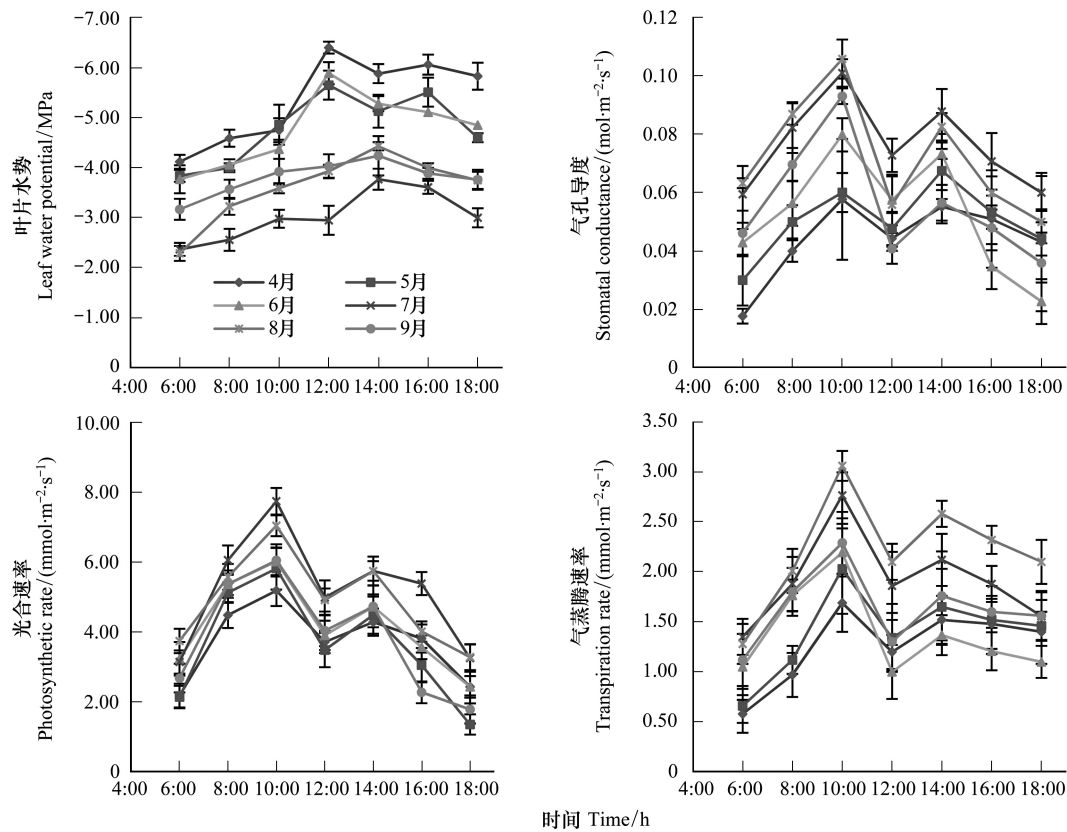 叶片水势
Leaf water potential/MPa
−7.00
−6.00
−5.00
−4.00
−3.00
−2.00
−1.00
0
4月
5月
6月
7月
8月
9月
4:00 6:00 8:00 10:00 12:00 14:00 16:00 18:00
气孔导度
Stomatal conductance/(mol·m⁻²·s⁻¹)
0.12
0.10
0.08
0.06
0.04
0.02
0
4:00 6:00 8:00 10:00 12:00 14:00 16:00 18:00
光合速率
Photosynthetic rate/(mmol·m⁻²·s⁻¹)
10.00
8.00
6.00
4.00
2.00
0
4:00 6:00 8:00 10:00 12:00 14:00 16:00 18:00
气蒸腾速率
Transpiration rate/(mmol·m⁻²·s⁻¹)
3.50
3.00
2.50
2.00
1.50
1.00
0.50
0
4:00 6:00 8:00 10:00 12:00 14:00 16:00 18:00
时间 Time/h